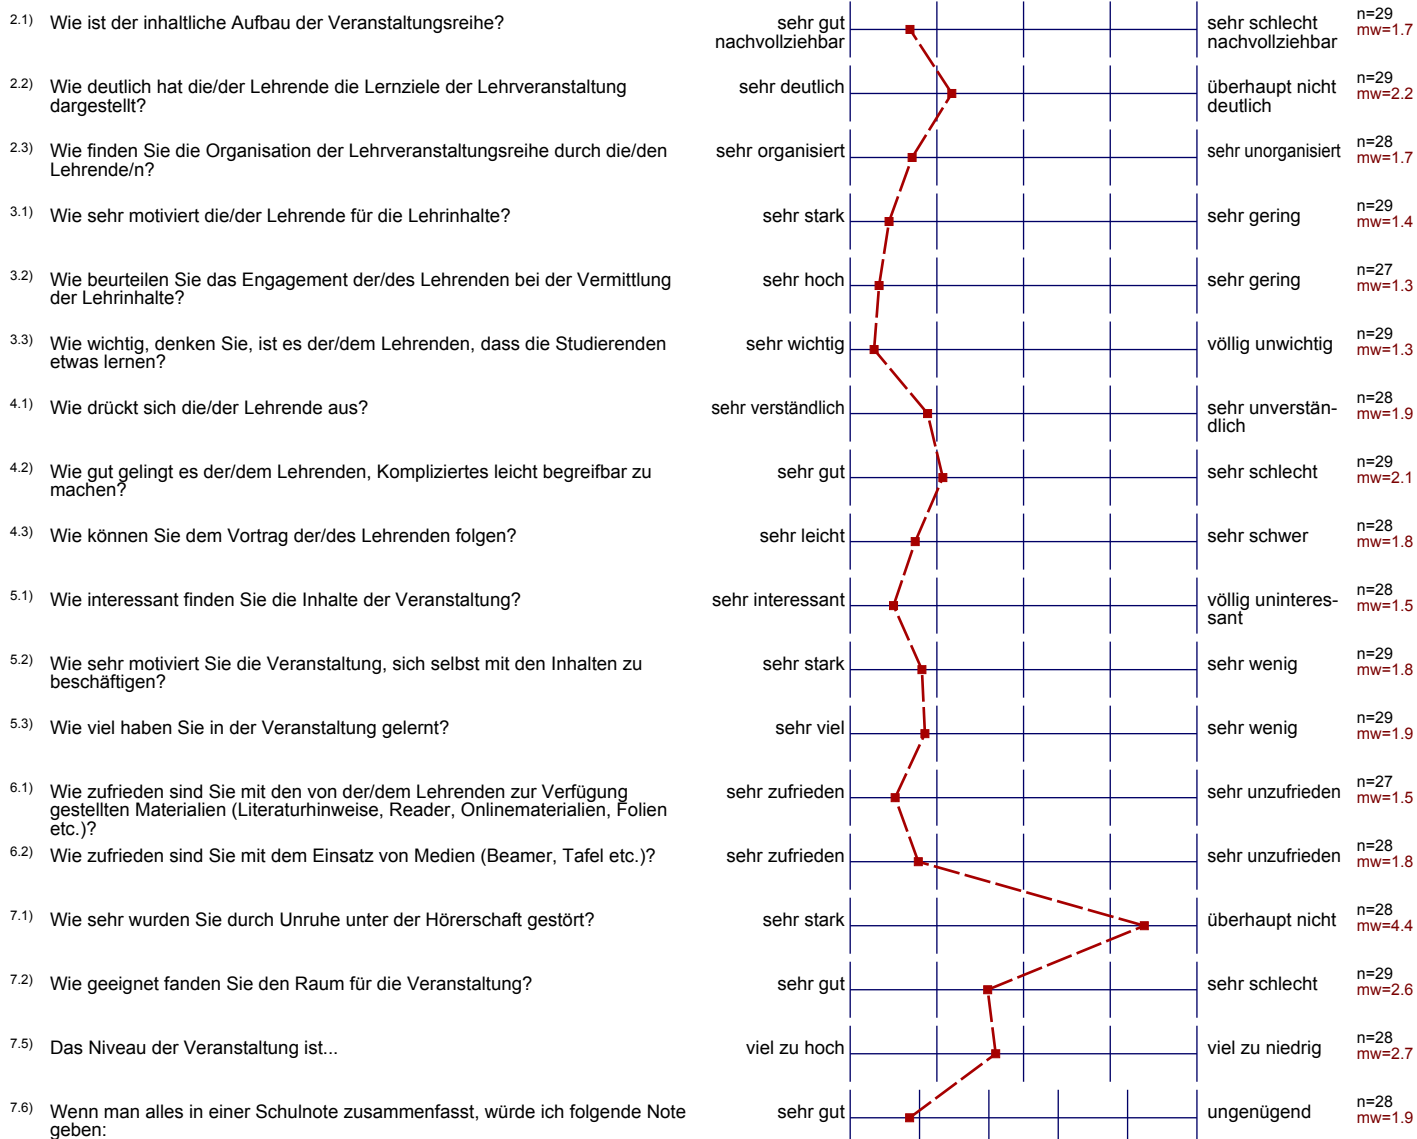 2.1) Wie ist der inhaltliche Aufbau der Veranstaltungsreihe? sehr gut nachvollziehbar sehr schlecht nachvollziehbar n=29 mw=1.7
2.2) Wie deutlich hat die/der Lehrende die Lernziele der Lehrveranstaltung
dargestellt? sehr deutlich überhaupt nicht deutlich n=29 mw=2.2
2.3) Wie finden Sie die Organisation der Lehrveranstaltungsreihe durch die/den
Lehrende/n? sehr organisiert sehr unorganisiert n=28 mw=1.7
3.1) Wie sehr motiviert die/der Lehrende für die Lehrinhalte? sehr stark sehr gering n=29 mw=1.4
3.2) Wie beurteilen Sie das Engagement der/des Lehrenden bei der Vermittlung
der Lehrinhalte? sehr hoch sehr gering n=27 mw=1.3
3.3) Wie wichtig, denken Sie, ist es der/dem Lehrenden, dass die Studierenden
etwas lernen? sehr wichtig völlig unwichtig n=29 mw=1.3
4.1) Wie drückt sich die/der Lehrende aus? sehr verständlich sehr unverstän-dlich n=28 mw=1.9
4.2) Wie gut gelingt es der/dem Lehrenden, Kompliziertes leicht begreifbar zu
machen? sehr gut sehr schlecht n=29 mw=2.1
4.3) Wie können Sie dem Vortrag der/des Lehrenden folgen? sehr leicht sehr schwer n=28 mw=1.8
5.1) Wie interessant finden Sie die Inhalte der Veranstaltung? sehr interessant völlig uninteres-sant n=28 mw=1.5
5.2) Wie sehr motiviert Sie die Veranstaltung, sich selbst mit den Inhalten zu
beschäftigen? sehr stark sehr wenig n=29 mw=1.8
5.3) Wie viel haben Sie in der Veranstaltung gelernt? sehr viel sehr wenig n=29 mw=1.9
6.1) Wie zufrieden sind Sie mit den von der/dem Lehrenden zur Verfügung
gestellten Materialien (Literaturhinweise, Reader, Onlinematerialien, Folien
etc.)? sehr zufrieden sehr unzufrieden n=27 mw=1.5
6.2) Wie zufrieden sind Sie mit dem Einsatz von Medien (Beamer, Tafel etc.)? sehr zufrieden sehr unzufrieden n=28 mw=1.8
7.1) Wie sehr wurden Sie durch Unruhe unter der Hörerschaft gestört? sehr stark überhaupt nicht n=28 mw=4.4
7.2) Wie geeignet fanden Sie den Raum für die Veranstaltung? sehr gut sehr schlecht n=29 mw=2.6
7.5) Das Niveau der Veranstaltung ist... viel zu hoch viel zu niedrig n=28 mw=2.7
7.6) Wenn man alles in einer Schulnote zusammenfasst, würde ich folgende Note
geben: sehr gut ungenügend n=28 mw=1.9